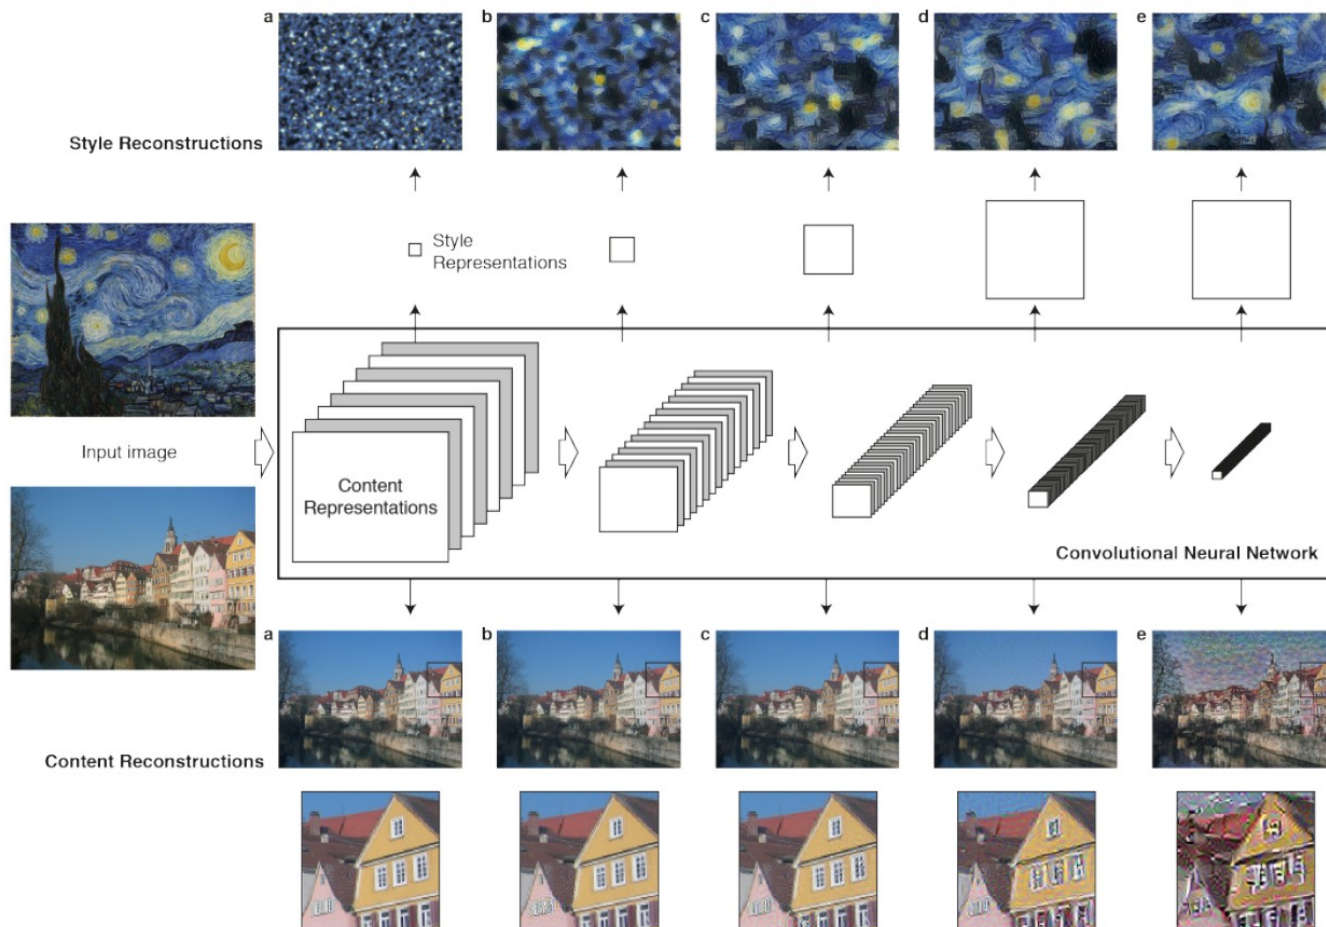 a
b
c
d
e
Style Reconstructions
Style
Representations
Input image
Content
Representations
Convolutional Neural Network
a
b
c
d
e
Content Reconstructions